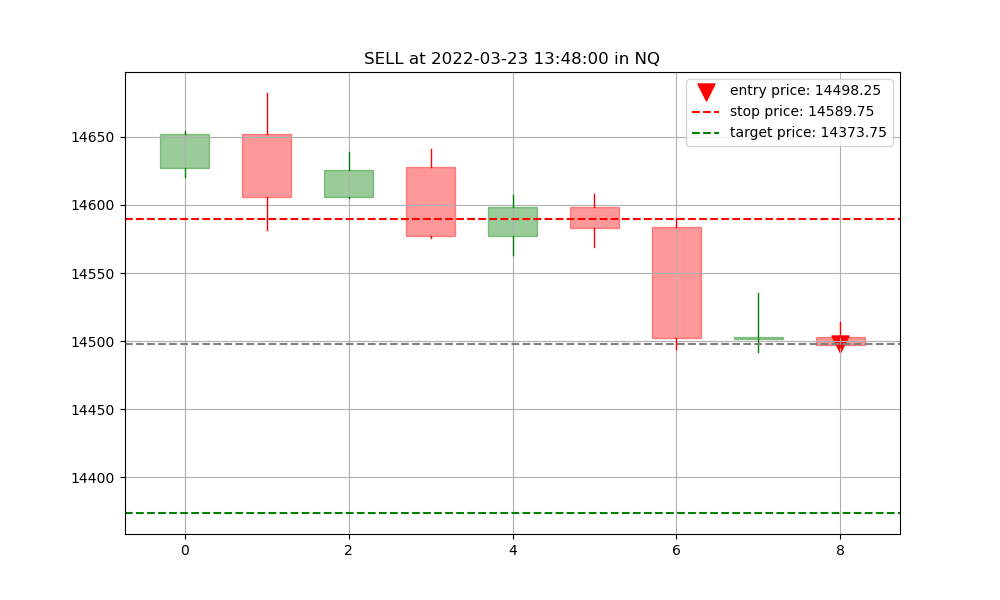 SELL at 2022-03-23 13:48:00 in NQ
entry price: 14498.25
stop price: 14589.75
target price: 14373.75
14650
14600
14550
14500
14450
14400
0 2 4 6 8